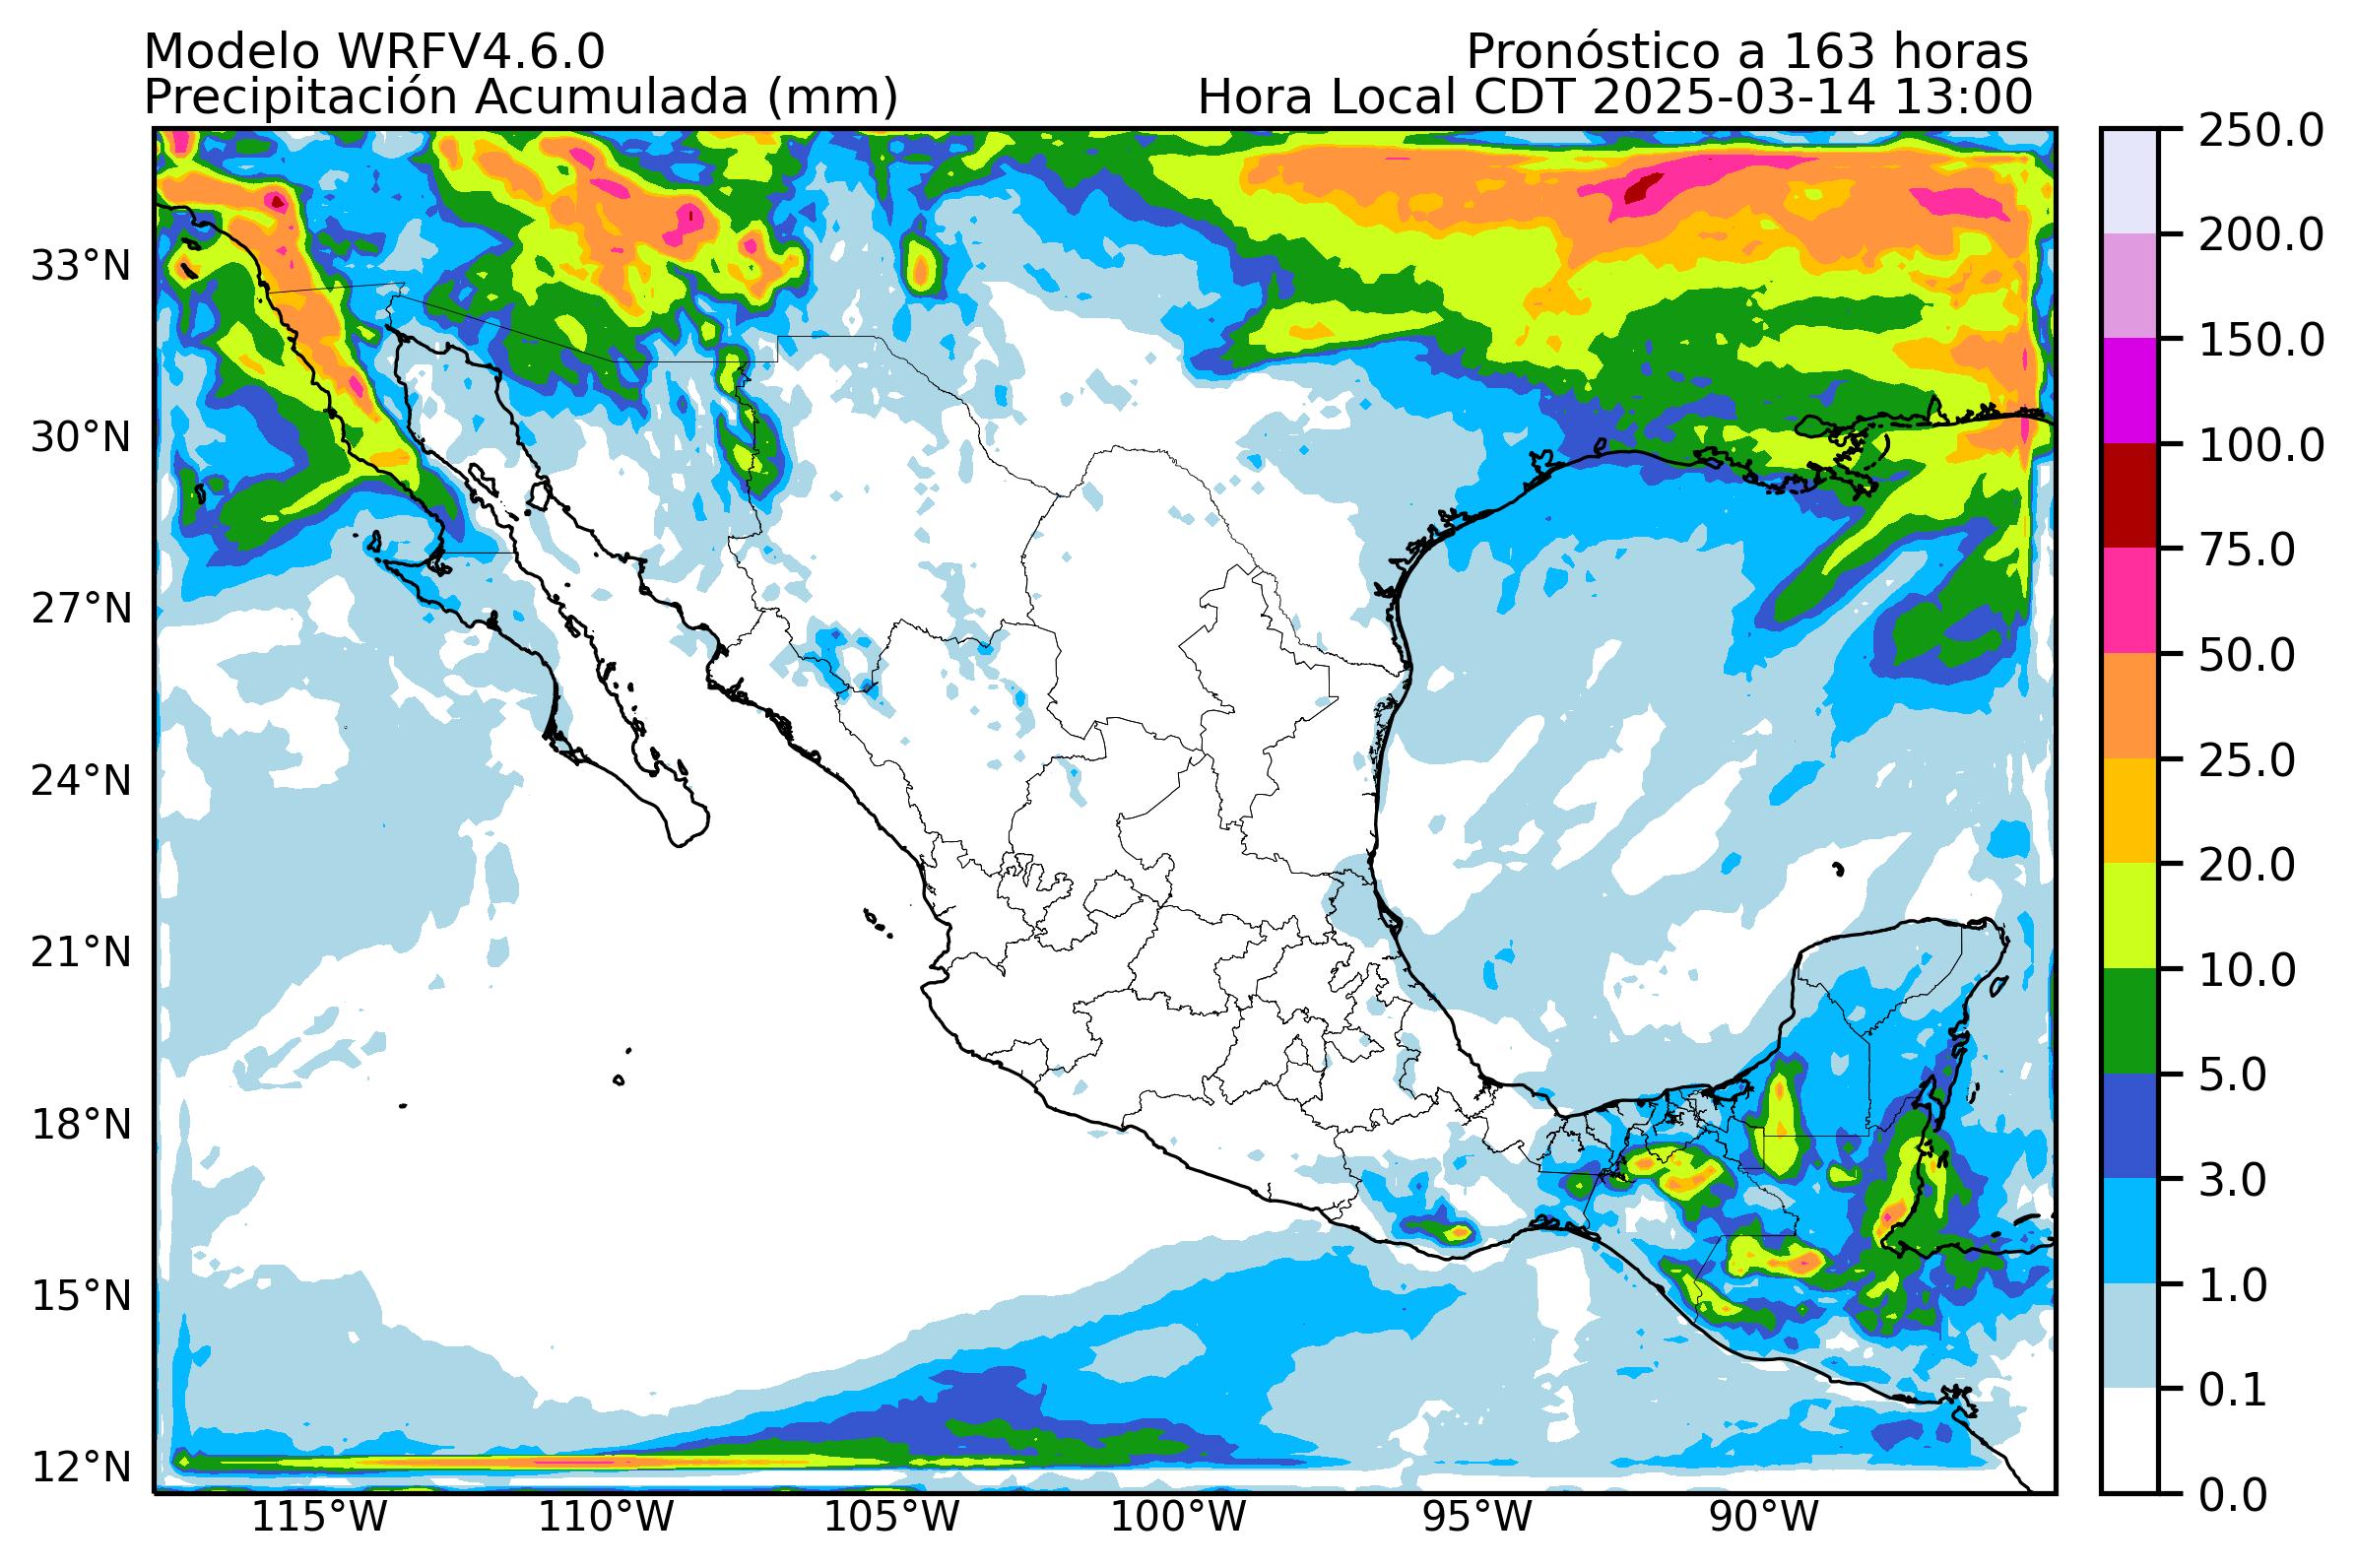 Modelo WRFV4.6.0
Pronóstico a 163 horas
Precipitación Acumulada (mm)
Hora Local CDT 2025-03-14 13:00
33°N
30°N
27°N
24°N
21°N
18°N
15°N
12°N
115°W
110°W
105°W
100°W
95°W
90°W
250.0
200.0
150.0
100.0
75.0
50.0
25.0
20.0
10.0
5.0
3.0
1.0
0.1
0.0